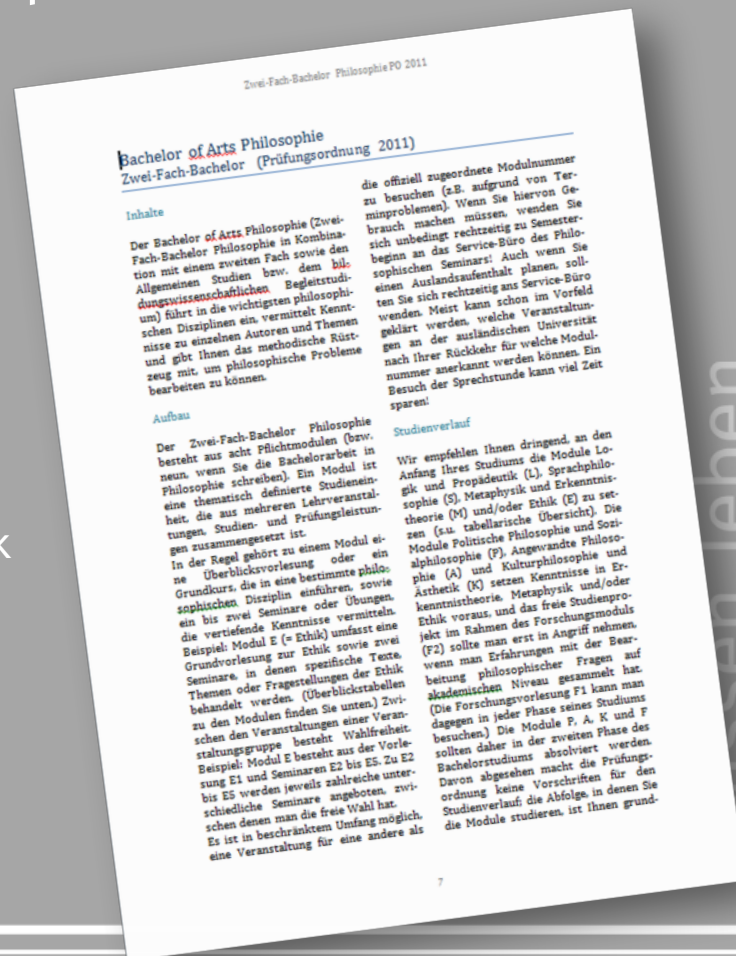 Zwei-Fach-Bachelor Philosophie PO 2011
Bachelor of Arts Philosophie
Zwei-Fach-Bachelor (Prüfungsordnung 2011)
Inhalte
Der Bachelor of Arts Philosophie (Zwei-
Fach-Bachelor Philosophie in Kombina-
tion mit einem zweiten Fach sowie den
Allgemeinen Studien bzw. dem bil-
dungswissenschaftlichen Begleitstudi-
um) führt in die wichtigsten philosophi-
schen Disziplinen ein, vermittelt Kennt-
nisse zu einzelnen Autoren und Themen
und gibt Ihnen das methodische Rüst-
zeug mit, um philosophische Probleme
bearbeiten zu können.
Aufbau
Der Zwei-Fach-Bachelor Philosophie
besteht aus acht Pflichtmodulen (bzw.
neun, wenn Sie die Bachelorarbeit in
Philosophie schreiben). Ein Modul ist
eine thematisch definierte Studienein-
heit, die aus mehreren Lehrveranstal-
tungen, Studien- und Prüfungsleistun-
gen zusammengesetzt ist.
In der Regel gehört zu einem Modul ei-
ne Überblicksvorlesung oder ein
Grundkurs, die in eine bestimmte philo-
sophischen Disziplin einführen, sowie
ein bis zwei Seminare oder Übungen,
die vertiefende Kenntnisse vermitteln.
Beispiel: Modul E (= Ethik) umfasst eine
Grundvorlesung zur Ethik sowie zwei
Seminare, in denen spezifische Texte,
Themen oder Fragestellungen der Ethik
behandelt werden. (Überblickstabellen
zu den Modulen finden Sie unten.) Zwi-
schen den Veranstaltungen einer Veran-
staltungsgruppe besteht Wahlfreiheit.
Beispiel: Modul E besteht aus der Vorle-
sung E1 und Seminaren E2 bis E5. Zu E2
bis E5 werden jeweils zahlreiche unter-
schiedliche Seminare angeboten, zwi-
schen denen man die freie Wahl hat.
Es ist in beschränktem Umfang möglich,
eine Veranstaltung für eine andere als
die offiziell zugeordnete Modulnummer
zu besuchen (z.B. aufgrund von Ter-
minproblemen). Wenn Sie hiervon Ge-
brauch machen müssen, wenden Sie
sich unbedingt rechtzeitig zu Semester-
beginn an das Service-Büro des Philo-
sophischen Seminars! Auch wenn Sie
einen Auslandsaufenthalt planen, soll-
ten Sie sich rechtzeitig ans Service-Büro
wenden. Meist kann schon im Vorfeld
geklärt werden, welche Veranstaltun-
gen an der ausländischen Universität
nach Ihrer Rückkehr für welche Modul-
nummer anerkannt werden können. Ein
Besuch der Sprechstunde kann viel Zeit
sparen!
Studienverlauf
Wir empfehlen Ihnen dringend, an den
Anfang Ihres Studiums die Module Lo-
gik und Propädeutik (L), Sprachphilo-
sophie (S), Metaphysik und Erkenntnis-
theorie (M) und/oder Ethik (E) zu set-
zen (s.u. tabellarische Übersicht). Die
Module Politische Philosophie und Sozi-
alphilosophie (P), Angewandte Philoso-
phie (A) und Kulturphilosophie und
Ästhetik (K) setzen Kenntnisse in Er-
kenntnistheorie, Metaphysik und/oder
Ethik voraus, und das freie Studienpro-
jekt im Rahmen des Forschungsmoduls
(F2) sollte man erst in Angriff nehmen,
wenn man Erfahrungen mit der Bear-
beitung philosophischer Fragen auf
akademischen Niveau gesammelt hat.
(Die Forschungsvorlesung F1 kann man
dagegen in jeder Phase seines Studiums
besuchen.) Die Module P, A, K und F
sollten daher in der zweiten Phase des
Bachelorstudiums absolviert werden.
Davon abgesehen macht die Prüfungs-
ordnung keine Vorschriften für den
Studienverlauf: die Abfolge, in denen Sie
die Module studieren, ist Ihnen grund-
7
leben